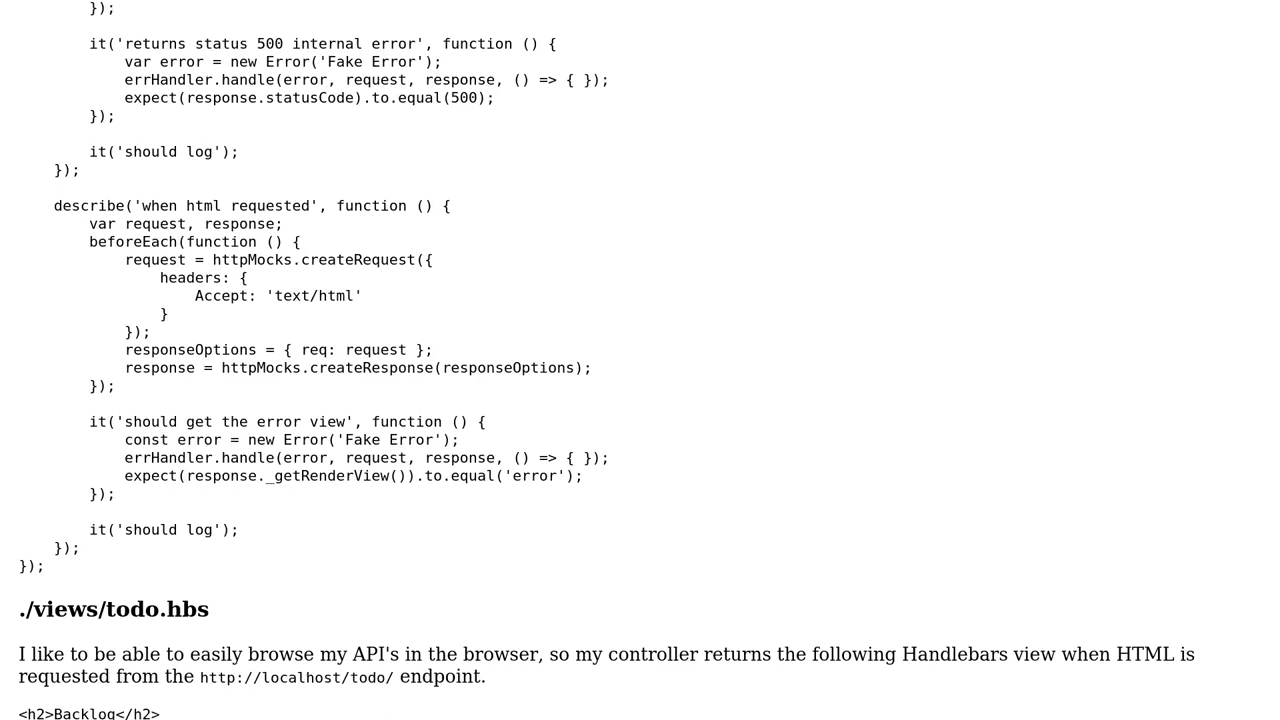 });

        it('returns status 500 internal error', function () {
            var error = new Error('Fake Error');
            errHandler.handle(error, request, response, () => { });
            expect(response.statusCode).to.equal(500);
        });

        it('should log');
    });

    describe('when html requested', function () {
        var request, response;
        beforeEach(function () {
            request = httpMocks.createRequest({
                headers: {
                    Accept: 'text/html'
                }
            });
            responseOptions = { req: request };
            response = httpMocks.createResponse(responseOptions);
        });

        it('should get the error view', function () {
            const error = new Error('Fake Error');
            errHandler.handle(error, request, response, () => { });
            expect(response._getRenderView()).to.equal('error');
        });

        it('should log');
    });
});

./views/todo.hbs

I like to be able to easily browse my API's in the browser, so my controller returns the following Handlebars view when HTML is
requested from the http://localhost/todo/ endpoint.

<h2>Backlog</h2>